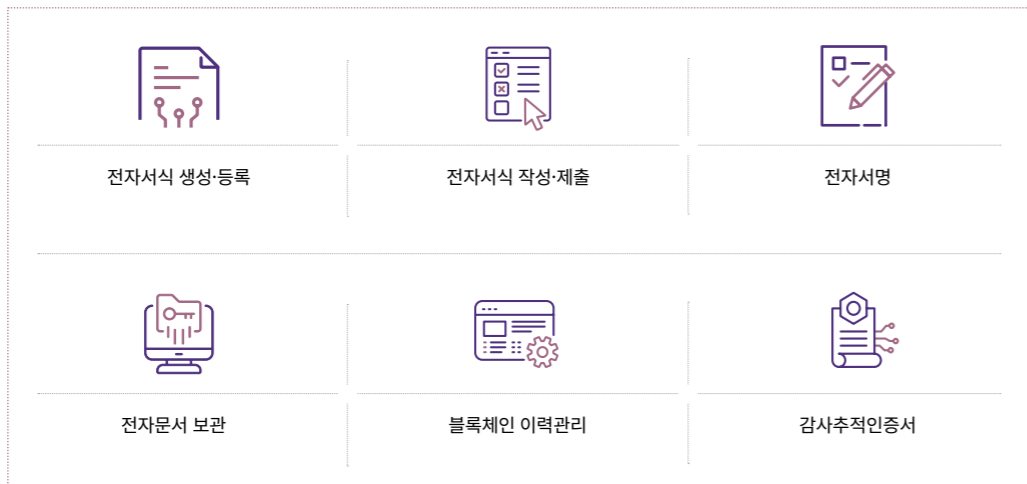 전자서식 생성·등록
전자서식 작성·제출
전자서명
전자문서 보관
블록체인 이력관리
감사추적인증서